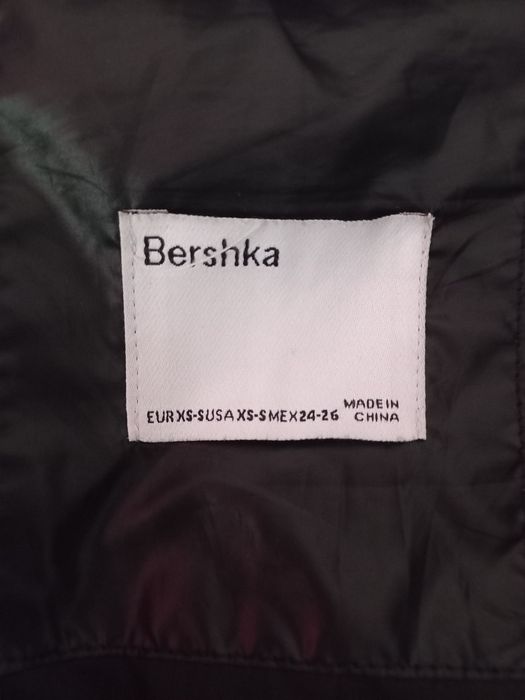 Bershka
EUR XS-S USA XS-S MEX 24-26 MADE IN
CHINA